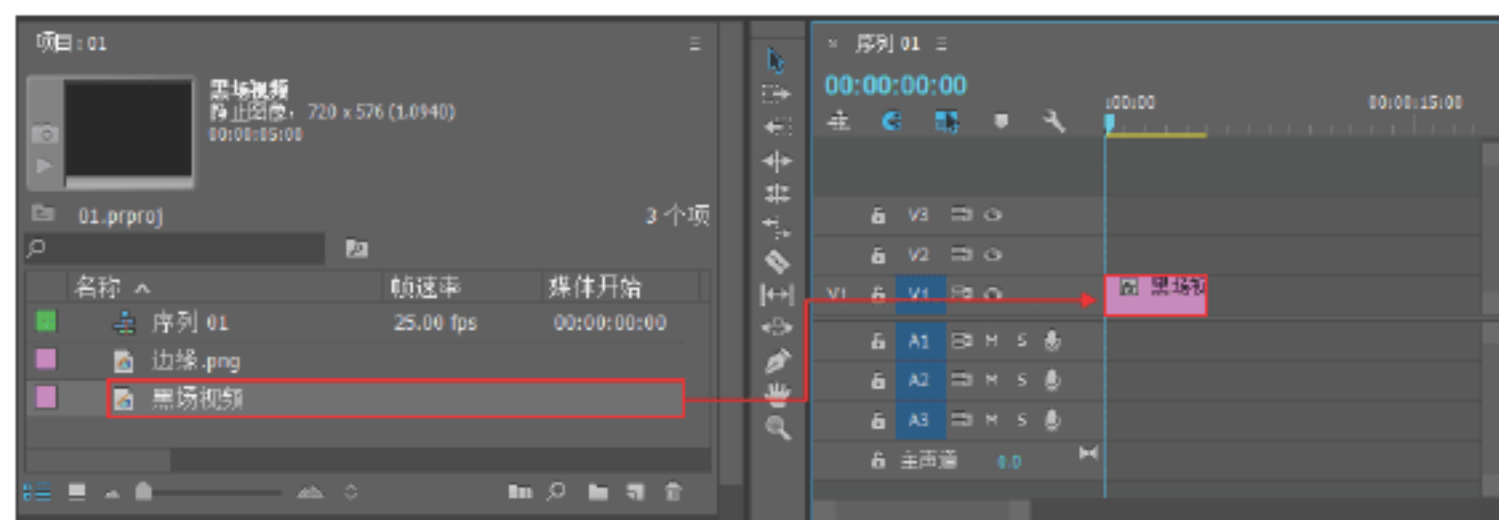 项目:01
黑场视频
静止图像, 720 x 576 (1.0940)
00:00:05:00
01.prproj
3 个项
名称 帧速率 媒体开始
序列 01 25.00 fps 00:00:00:00
边缘.png
黑场视频
× 序列 01
00:00:00:00
:00:00 00:00:15:00
V3
V2
V1 V1 黑场视
A1 M S
A2 M S
A3 M S
主声道 0.0